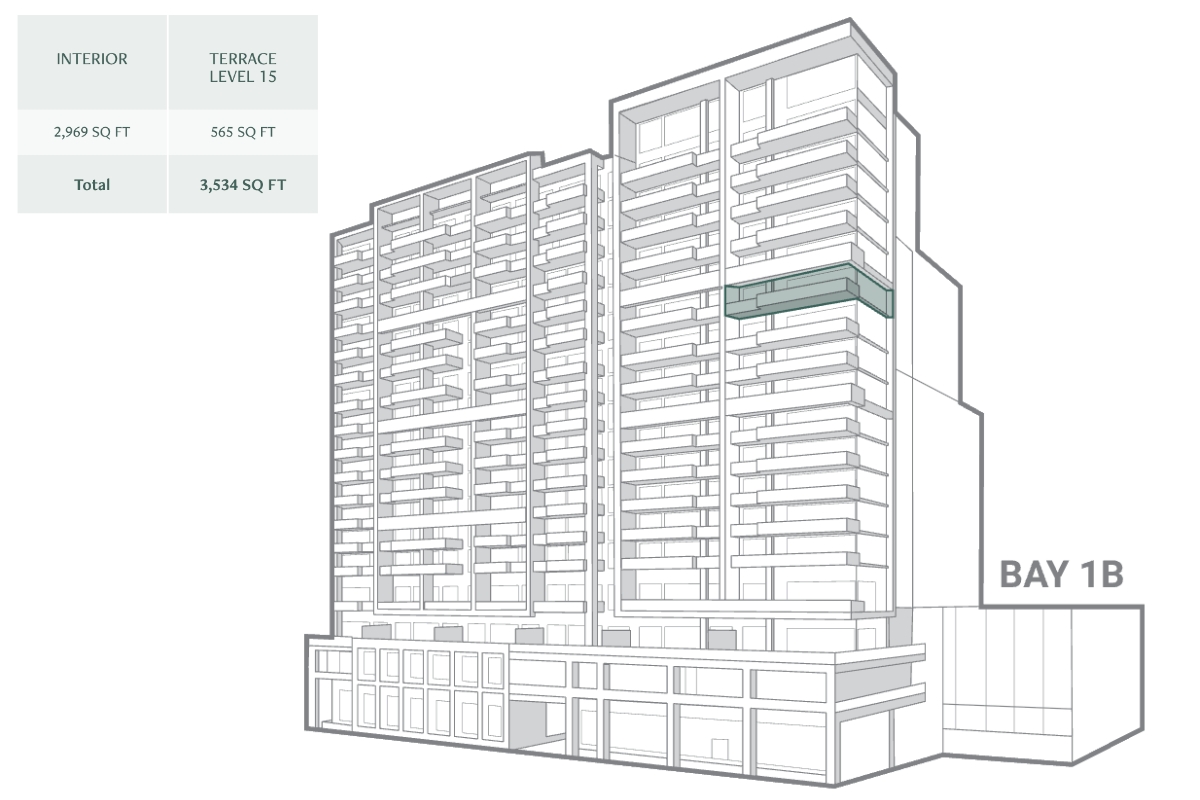 INTERIOR
TERRACE
LEVEL 15
2,969 SQ FT
565 SQ FT
Total
3,534 SQ FT
BAY 1B